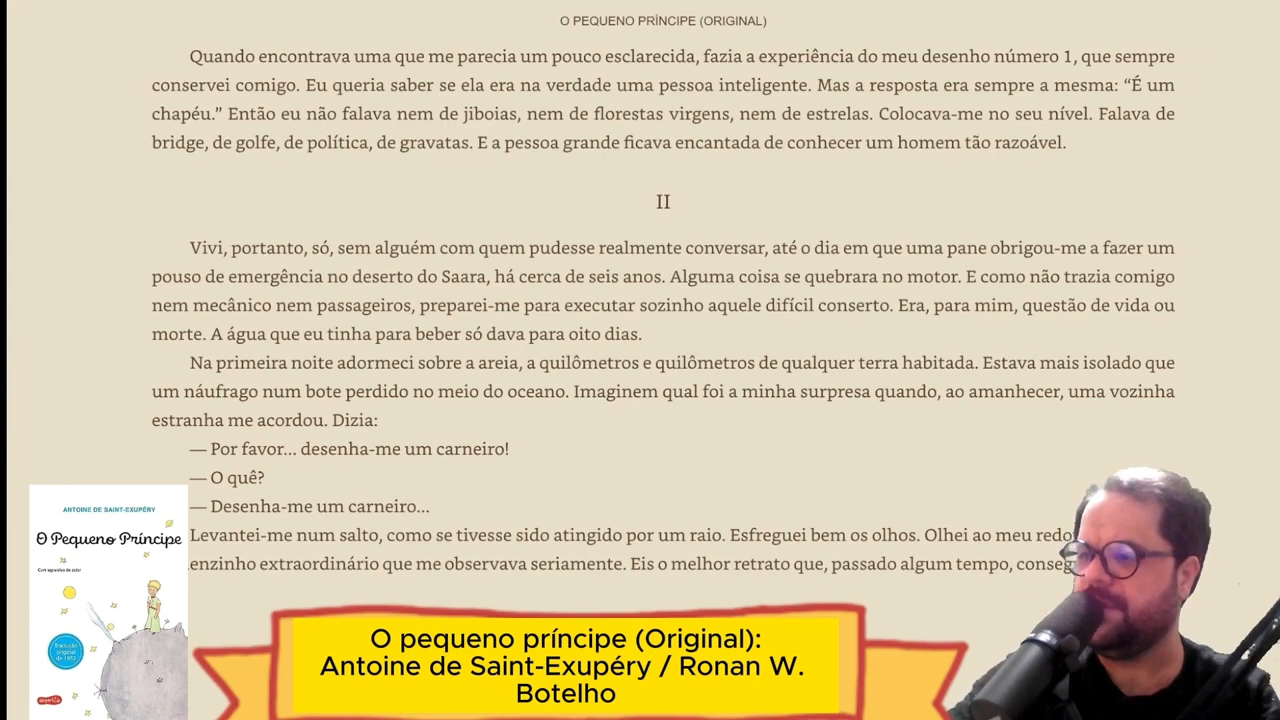 O PEQUENO PRÍNCIPE (ORIGINAL)
Quando encontrava uma que me parecia um pouco esclarecida, fazia a experiência do meu desenho número 1, que sempre
conservei comigo. Eu queria saber se ela era na verdade uma pessoa inteligente. Mas a resposta era sempre a mesma: “É um
chapéu.” Então eu não falava nem de jiboias, nem de florestas virgens, nem de estrelas. Colocava-me no seu nível. Falava de
bridge, de golfe, de política, de gravatas. E a pessoa grande ficava encantada de conhecer um homem tão razoável.
II
Vivi, portanto, só, sem alguém com quem pudesse realmente conversar, até o dia em que uma pane obrigou-me a fazer um
pouso de emergência no deserto do Saara, há cerca de seis anos. Alguma coisa se quebrara no motor. E como não trazia comigo
nem mecânico nem passageiros, preparei-me para executar sozinho aquele difícil conserto. Era, para mim, questão de vida ou
morte. A água que eu tinha para beber só dava para oito dias.
Na primeira noite adormeci sobre a areia, a quilômetros e quilômetros de qualquer terra habitada. Estava mais isolado que
um náufrago num bote perdido no meio do oceano. Imaginem qual foi a minha surpresa quando, ao amanhecer, uma vozinha
estranha me acordou. Dizia:
— Por favor... desenha-me um carneiro!
— O quê?
— Desenha-me um carneiro...
Levantei-me num salto, como se tivesse sido atingido por um raio. Esfreguei bem os olhos. Olhei ao meu redo
enzinho extraordinário que me observava seriamente. Eis o melhor retrato que, passado algum tempo, conseg
ANTOINE DE SAINT-EXUPÉRY
O Pequeno Príncipe
Com aquarelas do autor
Tradução
original
de 1952
O pequeno príncipe (Original):
Antoine de Saint-Exupéry / Ronan W.
Botelho